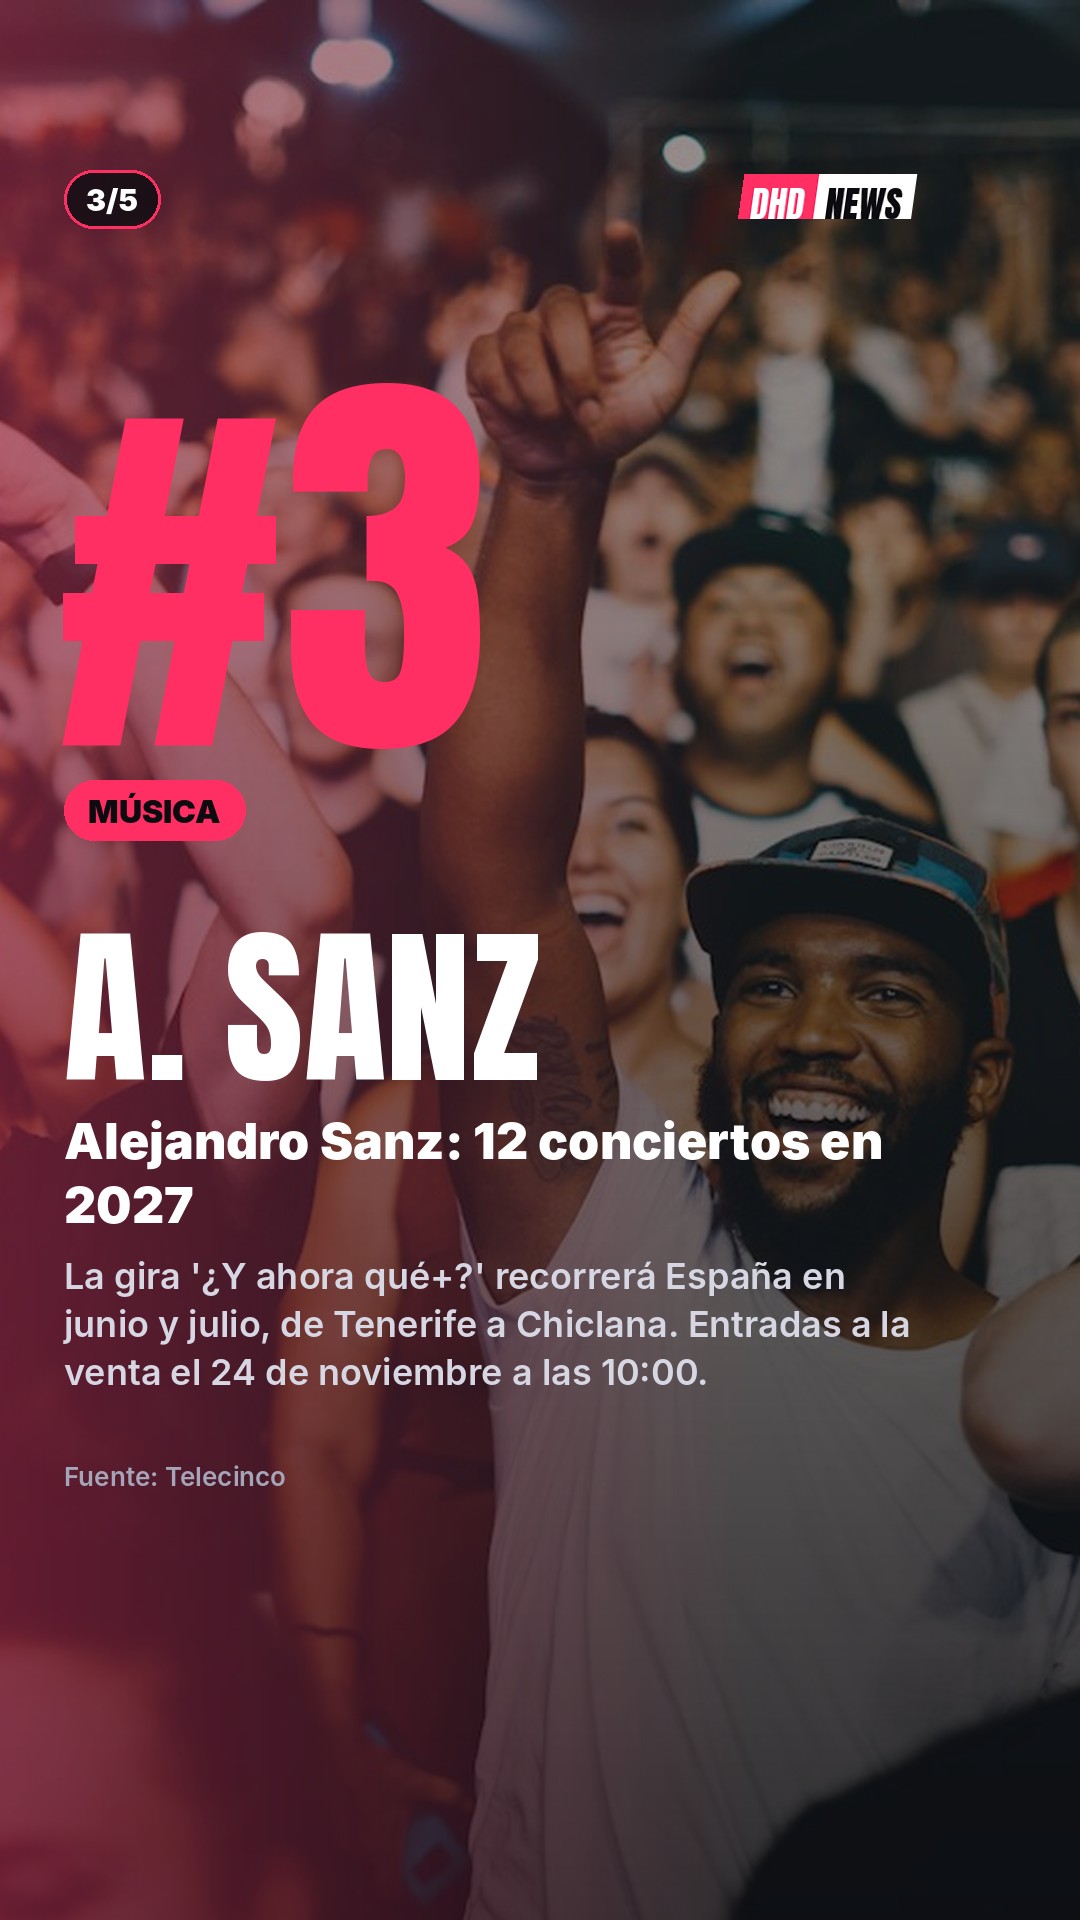 3/5
DHD NEWS
#3
MÚSICA
A. SANZ
Alejandro Sanz: 12 conciertos en
2027
La gira '¿Y ahora qué+?' recorrerá España en
junio y julio, de Tenerife a Chiclana. Entradas a la
venta el 24 de noviembre a las 10:00.
Fuente: Telecinco